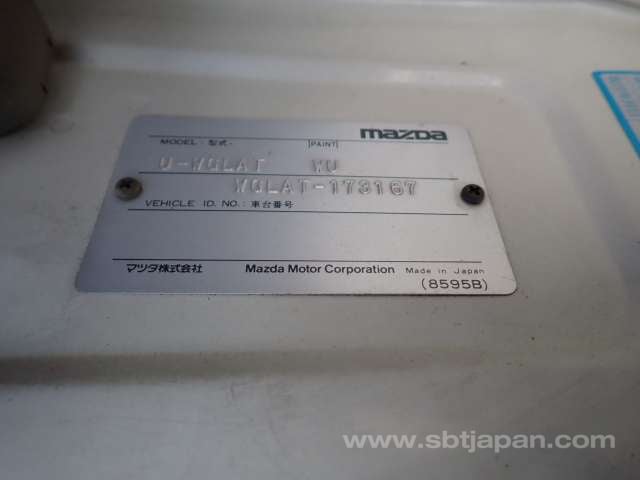 mazda
MODEL : 型式· PAINT
U-WGLAT WU
WGLAT-173167
VEHICLE ID. NO. : 車台番号
マツダ株式会社 Mazda Motor Corporation Made in Japan
(8595B)
www.sbtjapan.com